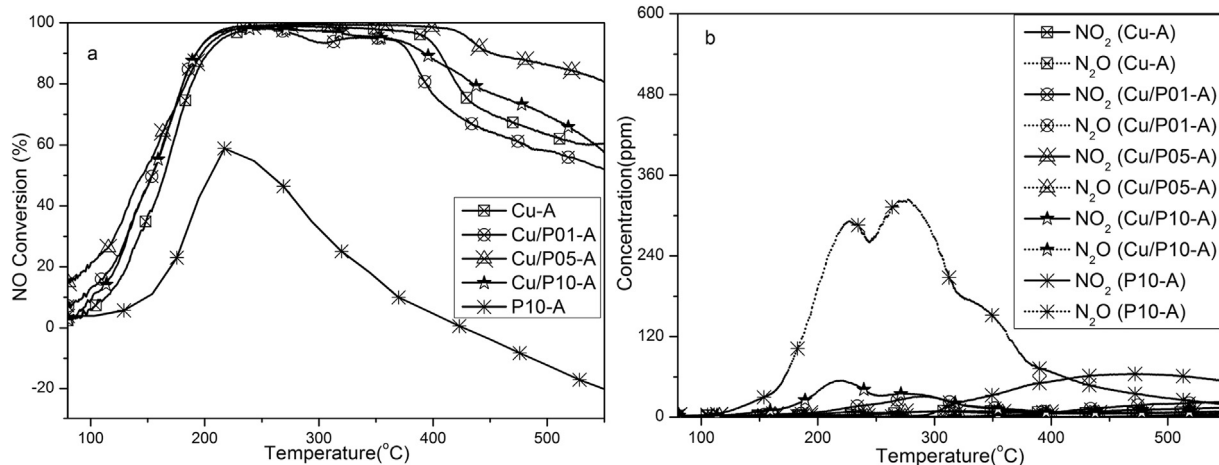 a
100
80
60
40
20
0
-20
NO Conversion (%)
100
200
300
400
500
Temperature(°C)
Cu-A
Cu/P01-A
Cu/P05-A
Cu/P10-A
P10-A
b
600
480
360
240
120
0
Concentration(ppm)
100
200
300
400
500
Temperature(°C)
NO₂ (Cu-A)
N₂O (Cu-A)
NO₂ (Cu/P01-A)
N₂O (Cu/P01-A)
NO₂ (Cu/P05-A)
N₂O (Cu/P05-A)
NO₂ (Cu/P10-A)
N₂O (Cu/P10-A)
NO₂ (P10-A)
N₂O (P10-A)